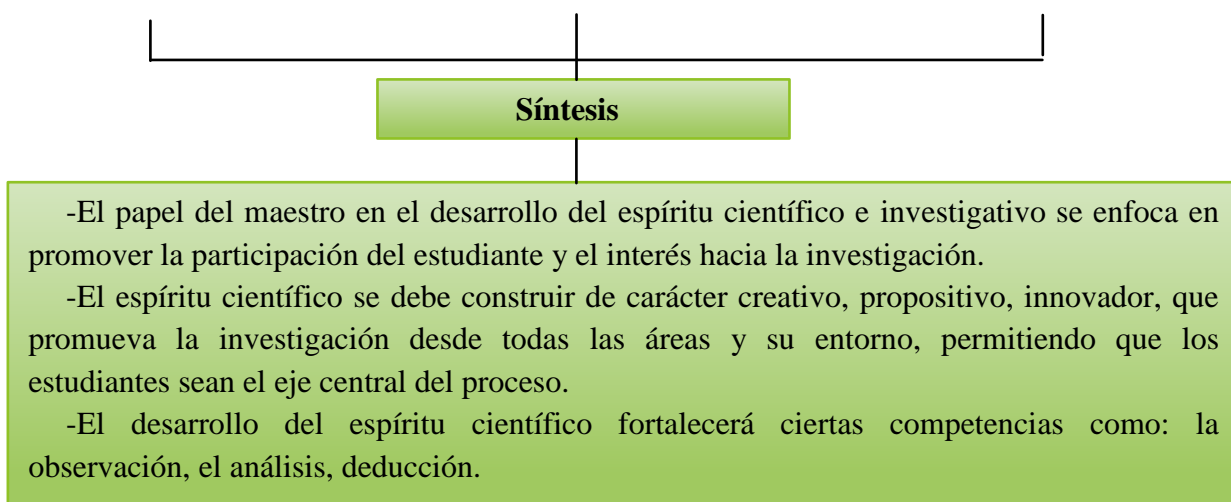 Síntesis
-El papel del maestro en el desarrollo del espíritu científico e investigativo se enfoca en
promover la participación del estudiante y el interés hacia la investigación.
-El espíritu científico se debe construir de carácter creativo, propositivo, innovador, que
promueva la investigación desde todas las áreas y su entorno, permitiendo que los
estudiantes sean el eje central del proceso.
-El desarrollo del espíritu científico fortalecerá ciertas competencias como: la
observación, el análisis, deducción.